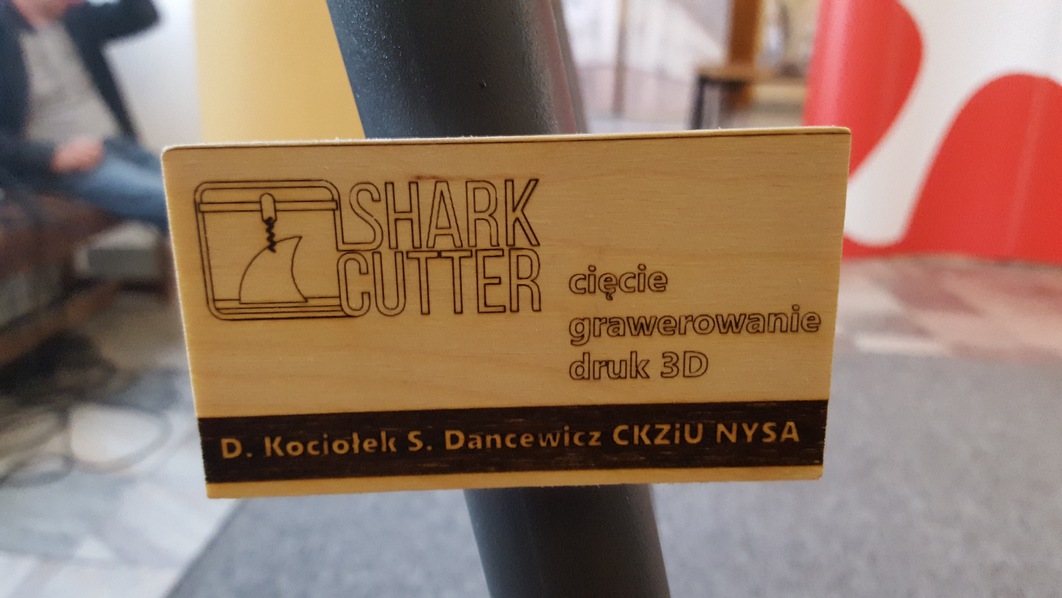 SHARK
CUTTER
cięcie
grawerowanie
druk 3D
D. Kociołek S. Dancewicz CKZiU NYSA